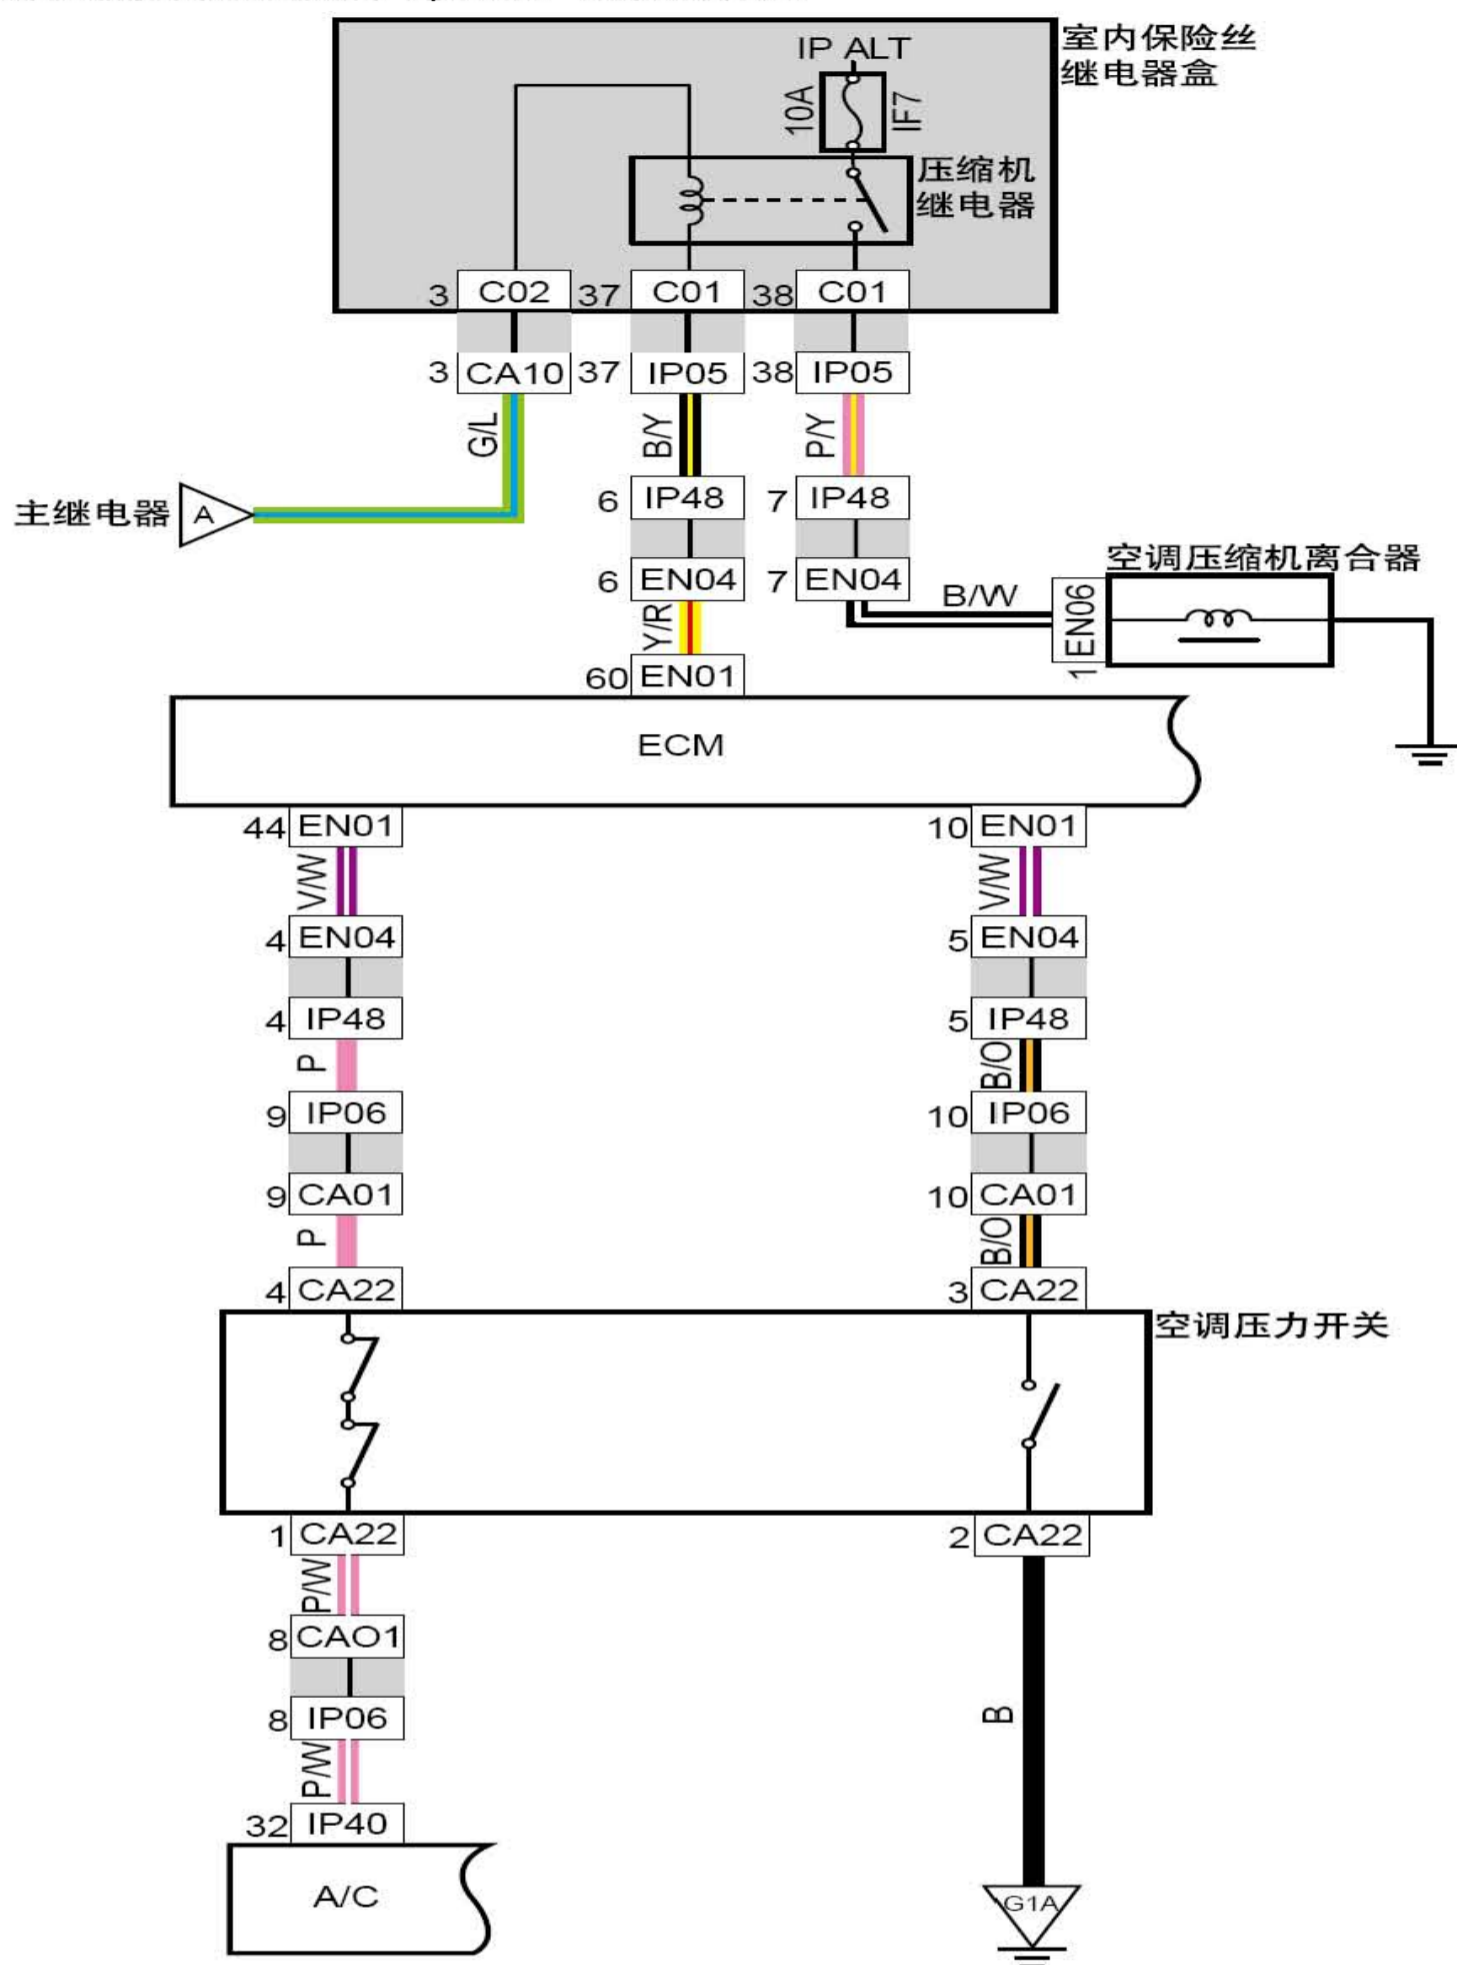 室内保险丝
继电器盒
IP ALT
10A
IF7
压缩机
继电器
3 C02 37 C01 38 C01
3 CA10 37 IP05 38 IP05
G/L
B/Y
P/Y
主继电器 A
6 IP48 7 IP48
空调压缩机离合器
6 EN04 7 EN04
B/W
1 EN06
Y/R
60 EN01
ECM
44 EN01 10 EN01
V/W
V/W
4 EN04 5 EN04
4 IP48 5 IP48
P
B/O
9 IP06 10 IP06
9 CA01 10 CA01
P
B/O
4 CA22 3 CA22
空调压力开关
1 CA22 2 CA22
P/W
8 CAO1
8 IP06
B
P/W
32 IP40
A/C
G1A